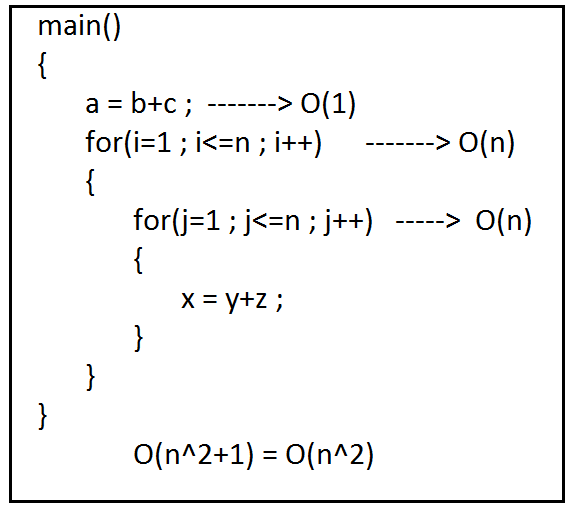 main()
{
a = b+c ; -------> O(1)
for(i=1 ; i<=n ; i++) -------> O(n)
{
for(j=1 ; j<=n ; j++) -----> O(n)
{
x = y+z ;
}
}
}
O(n^2+1) = O(n^2)